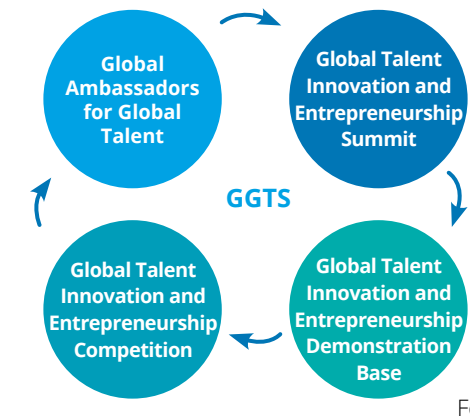 Global
Ambassadors
for Global
Talent
Global Talent
Innovation and
Entrepreneurship
Summit
GGTS
Global Talent
Innovation and
Entrepreneurship
Competition
Global Talent
Innovation and
Entrepreneurship
Demonstration
Base